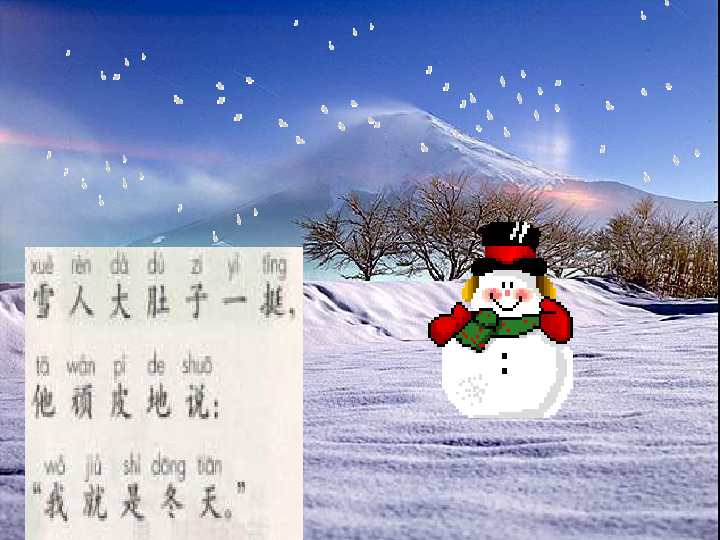 xuě rén dà dù zi yì tǐng
雪人大肚子一挺，
tā wán pí de shuō
他顽皮地说：
wǒ jiù shì dōng tiān
“我就是冬天。”